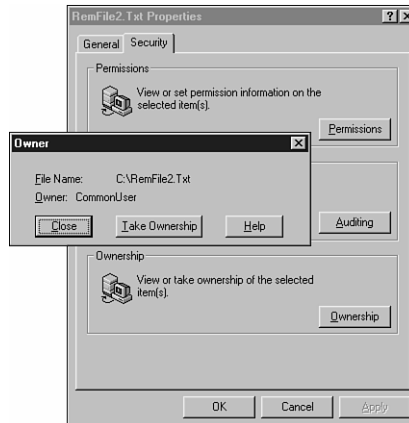 RemFile2.Txt Properties
General Security
Permissions
View or set permission information on the
selected item(s).
Permissions
Owner
File Name: C:\RemFile2.Txt
Owner: CommonUser
Close Take Ownership Help
Auditing
Ownership
View or take ownership of the selected
item(s).
Ownership
OK Cancel Apply